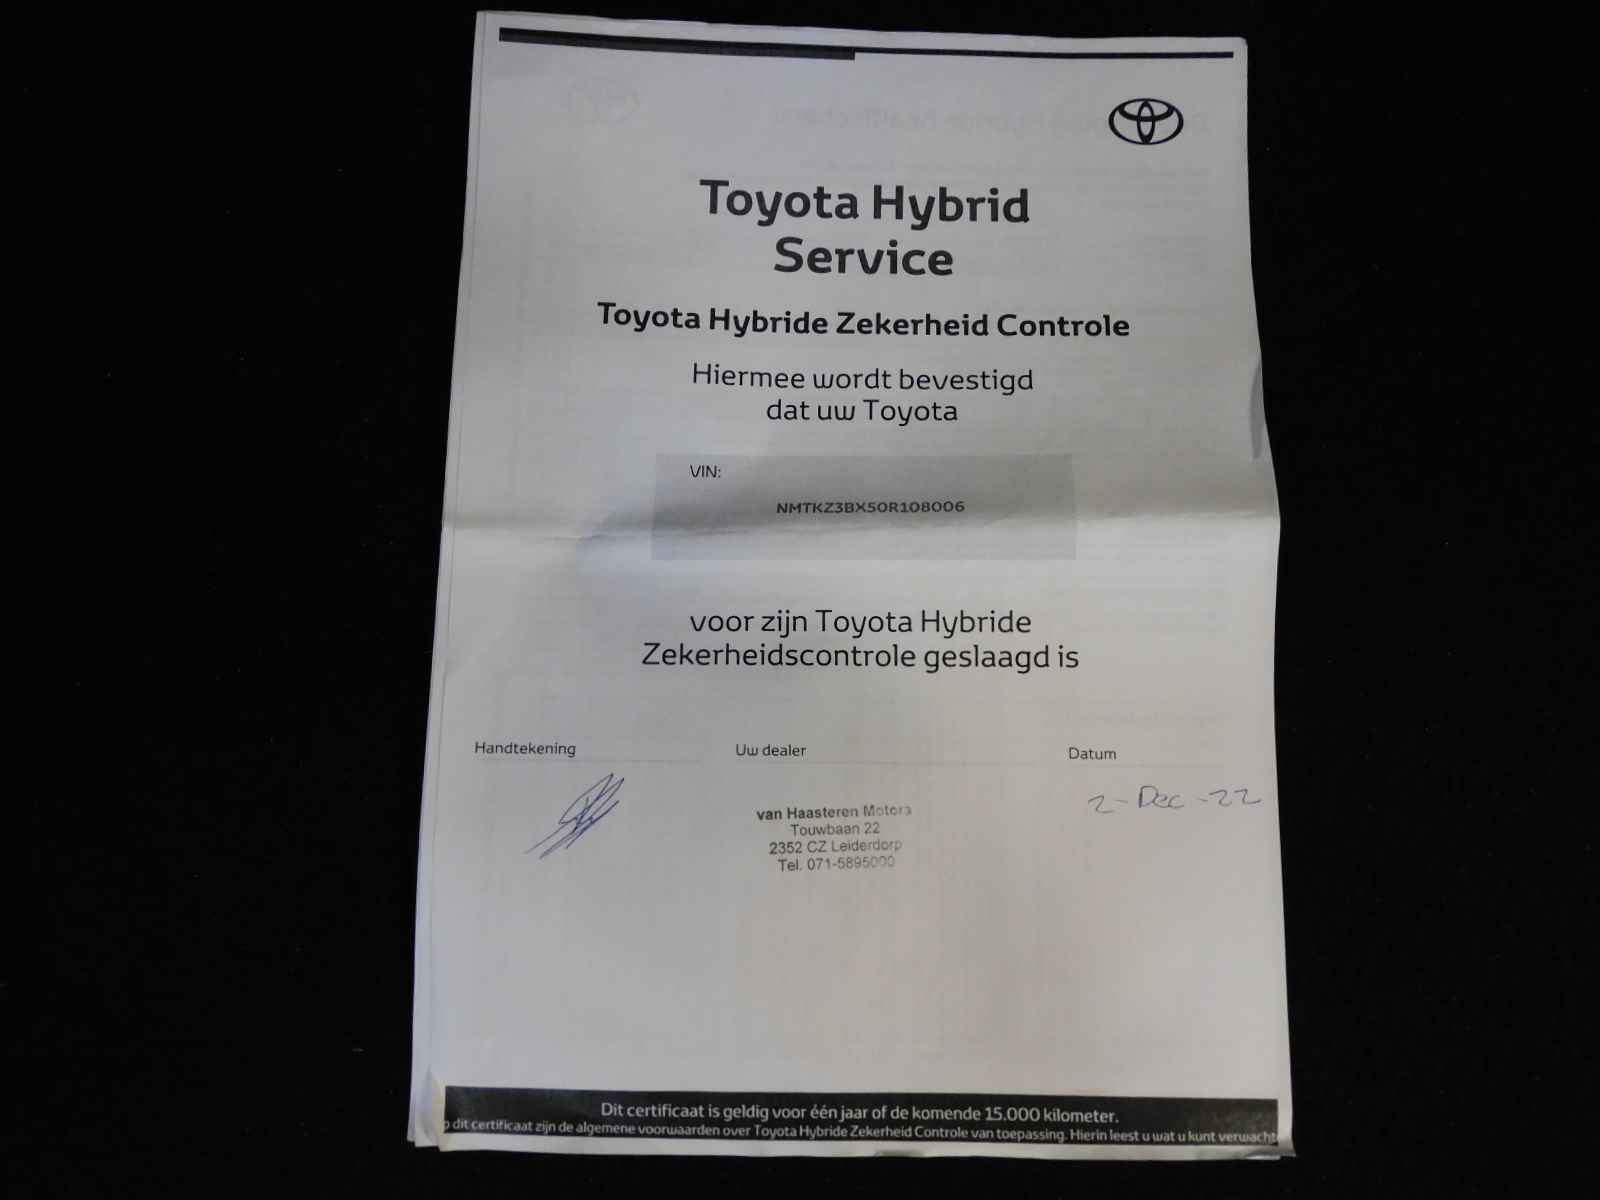 Toyota Hybrid
Service
Toyota Hybride Zekerheid Controle
Hiermee wordt bevestigd
dat uw Toyota
VIN:
NMTKZ3BX50R108006
voor zijn Toyota Hybride
Zekerheidscontrole geslaagd is
Handtekening
Uw dealer
Datum
van Haasteren Motors
Touwbaan 22
2352 CZ Leiderdorp
Tel. 071-5895000
2-Dec-22
Dit certificaat is geldig voor één jaar of de komende 15.000 kilometer.
dit certificaat zijn de algemene voorwaarden over Toyota Hybride Zekerheid Controle van toepassing. Hierin leest u wat u kunt verwacht